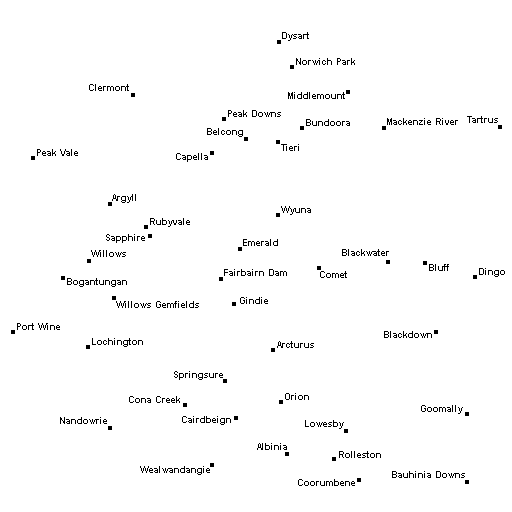 Dysart
Norwich Park
Clermont
Middlemount
Peak Downs
Bundoora
Mackenzie River
Tartrus
Belcong
Tieri
Capella
Peak Vale
Argyll
Wyuna
Rubyvale
Sapphire
Emerald
Willows
Blackwater
Bluff
Dingo
Fairbairn Dam
Comet
Bogantungan
Willows Gemfields
Gindie
Port Wine
Blackdown
Lochington
Arcturus
Springsure
Cona Creek
Orion
Goomally
Nandowrie
Cairdbeign
Lowesby
Albinia
Rolleston
Wealwandangie
Bauhinia Downs
Coorumbene